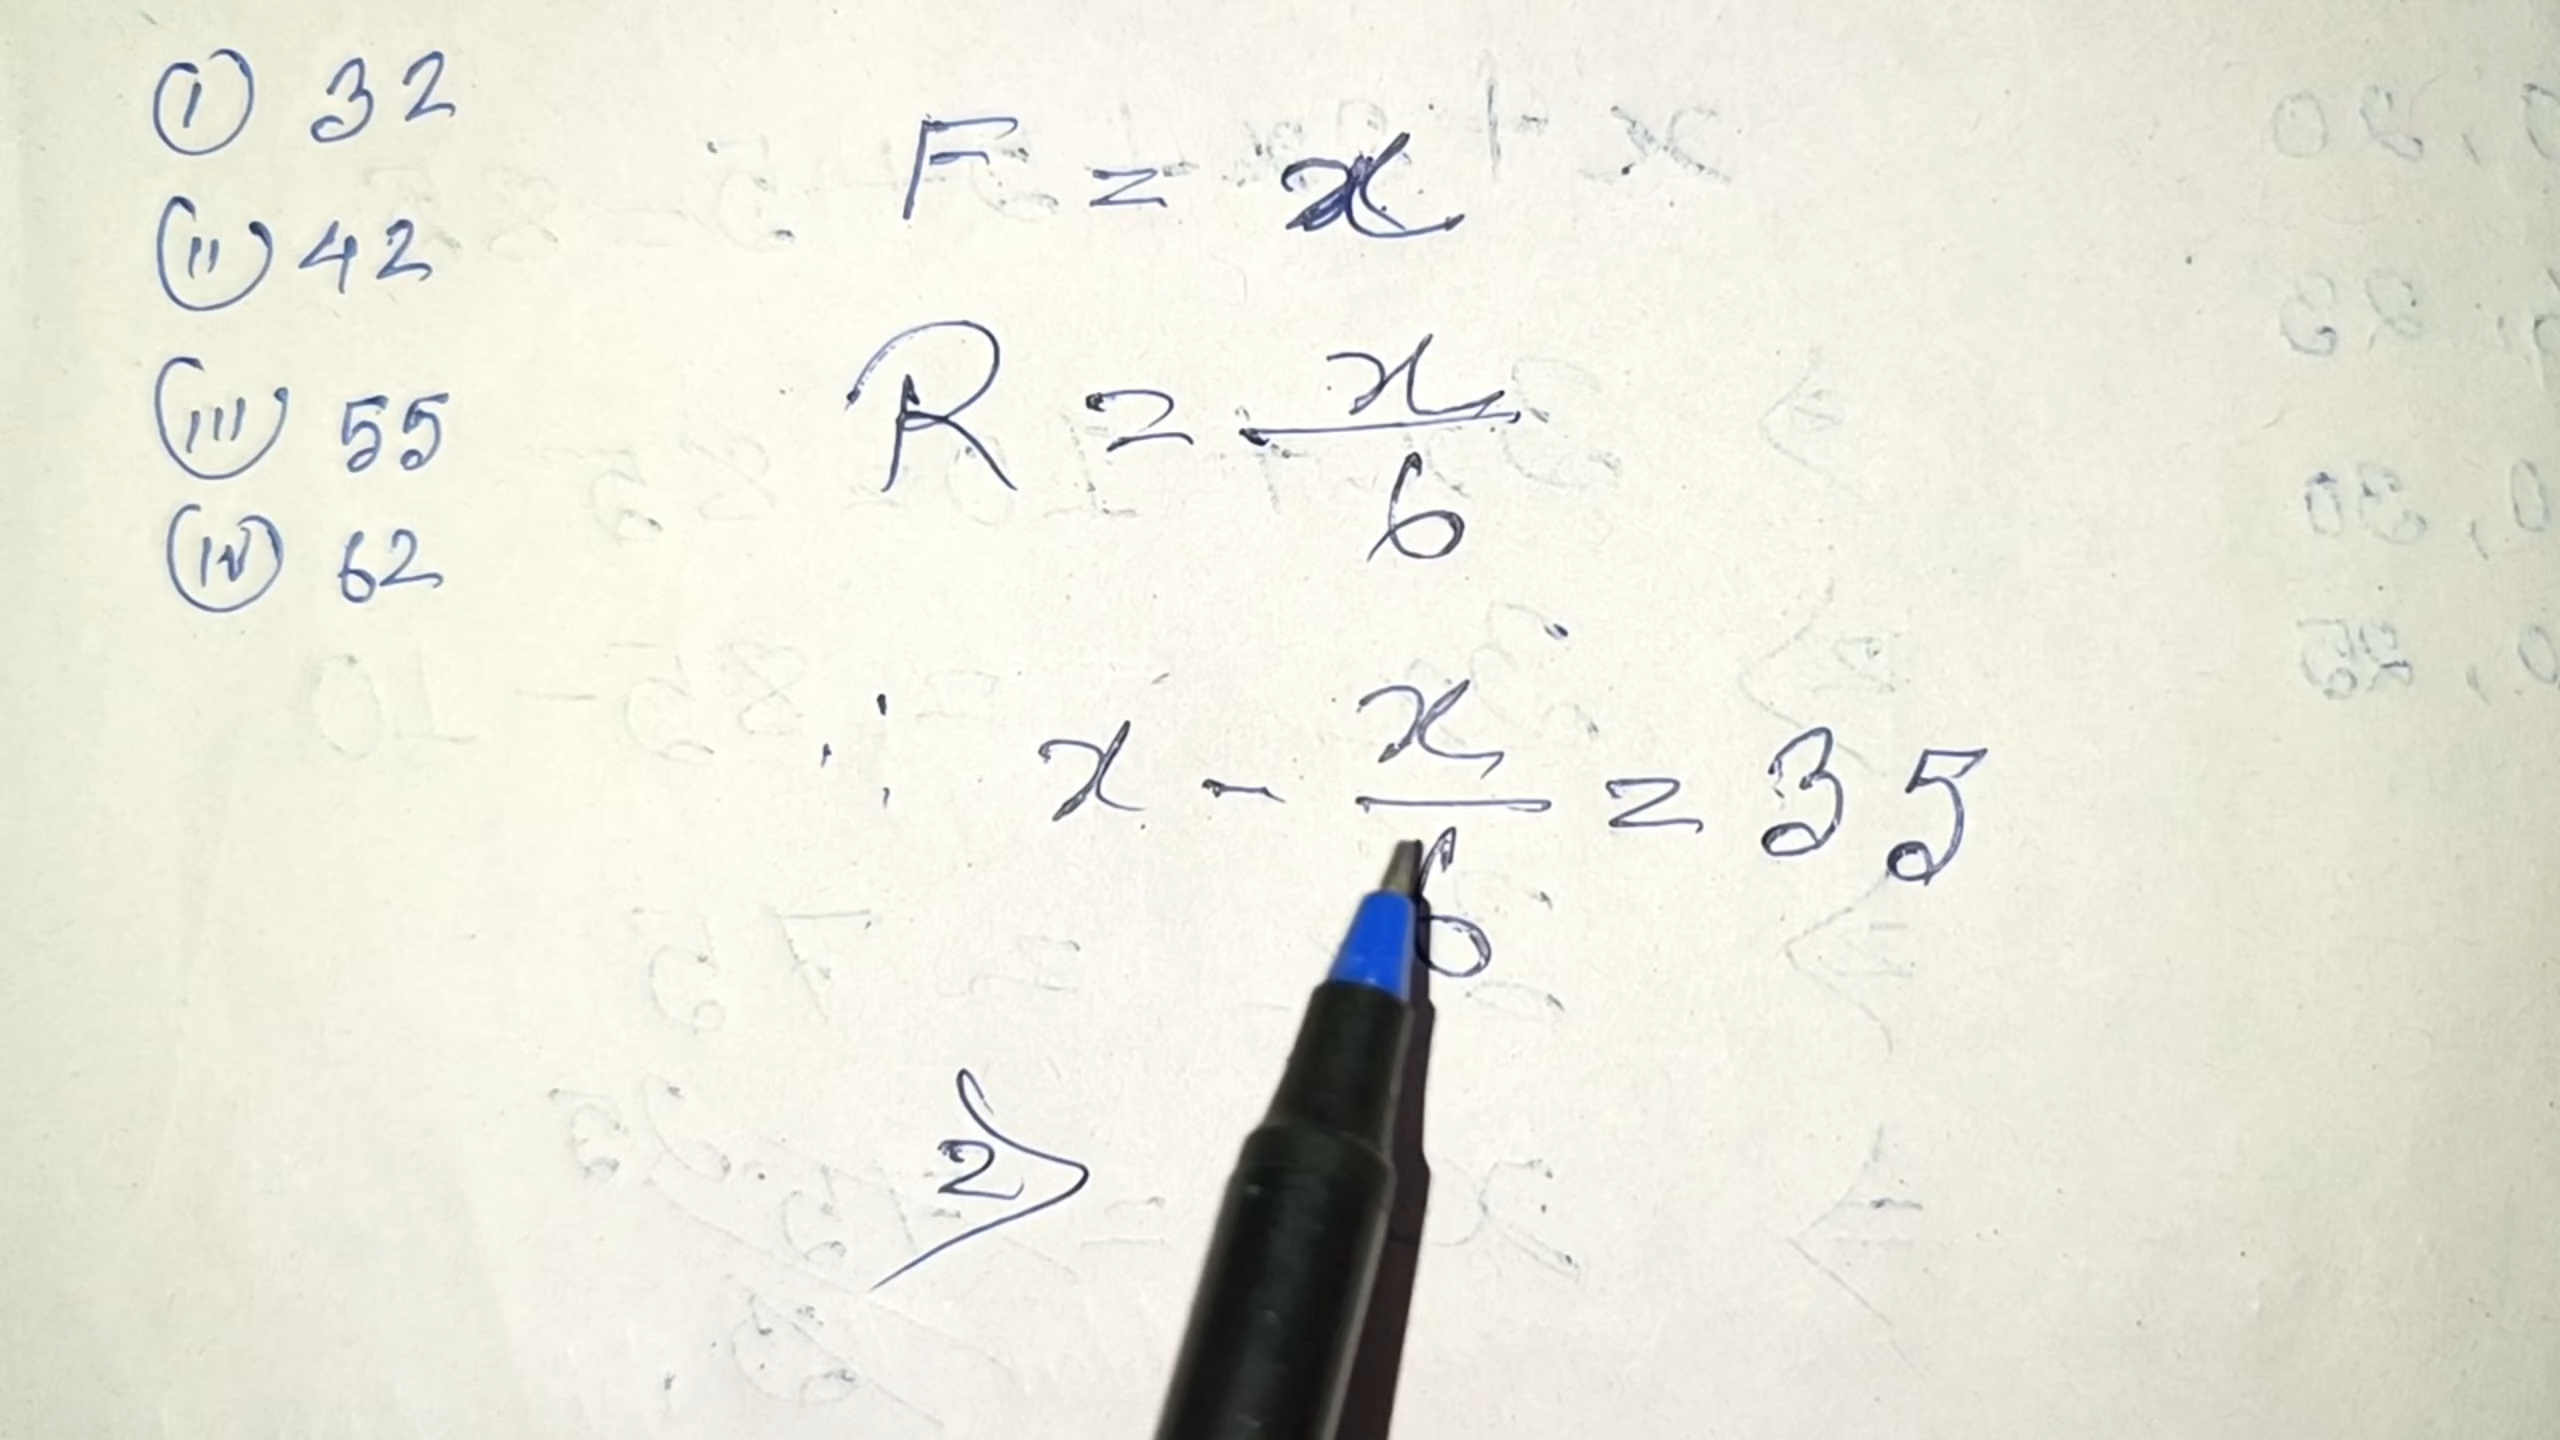 (i) 32
(ii) 42
(iii) 55
(iv) 62
F = x
R = x/6
∴ x - x/6 = 35
⇒